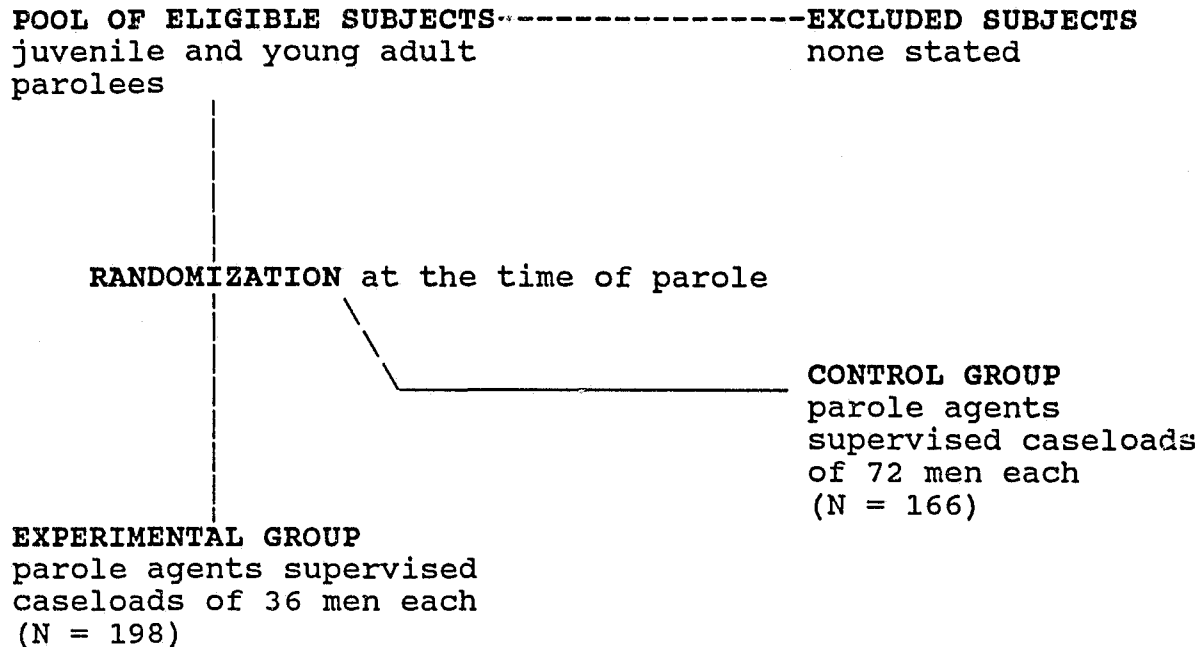 POOL OF ELIGIBLE SUBJECTS---------------EXCLUDED SUBJECTS
juvenile and young adult none stated
parolees
RANDOMIZATION at the time of parole
CONTROL GROUP
parole agents
supervised caseloads
of 72 men each
(N = 166)
EXPERIMENTAL GROUP
parole agents supervised
caseloads of 36 men each
(N = 198)